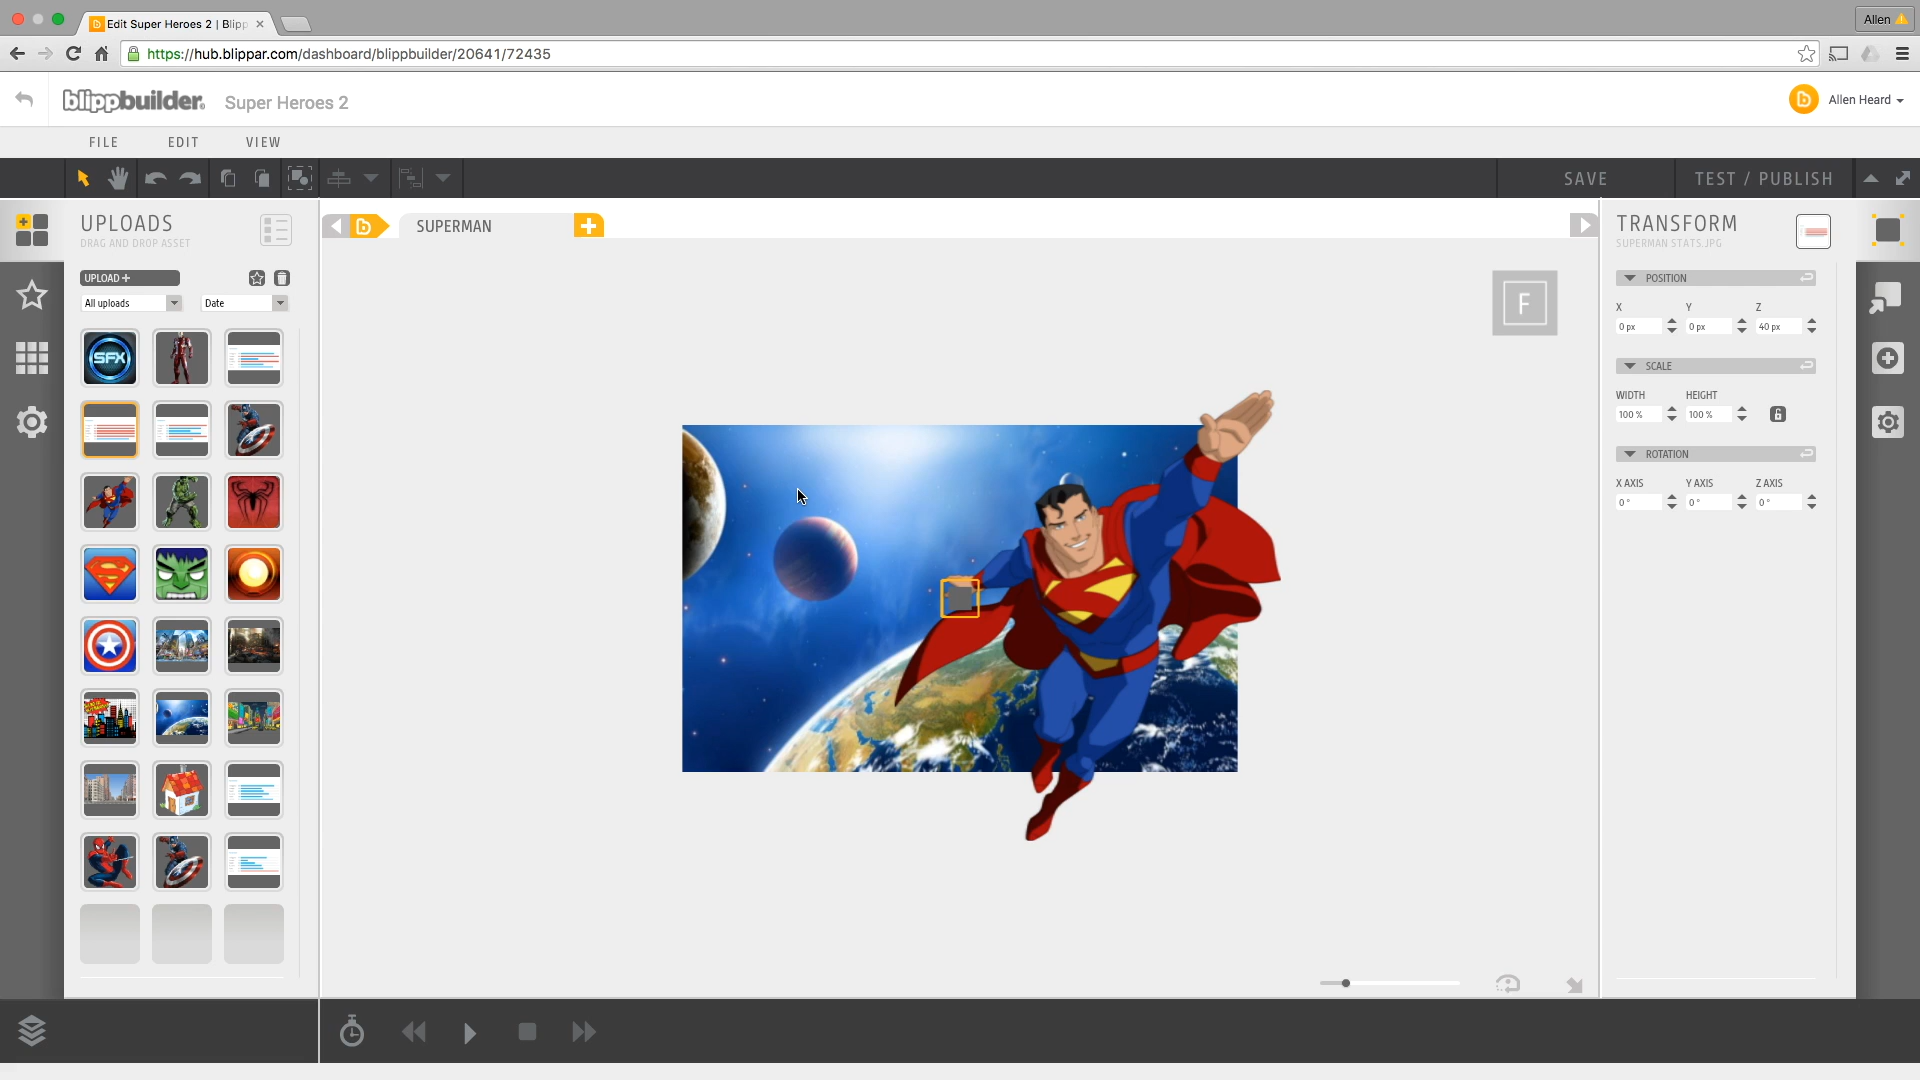 Edit Super Heroes 2 | Blipp
Allen
https://hub.blippar.com/dashboard/blippbuilder/20641/72435
blippbuilder. Super Heroes 2
Allen Heard
FILE EDIT VIEW
SAVE TEST / PUBLISH
UPLOADS
DRAG AND DROP ASSET
UPLOAD +
All uploads Date
SFX
SUPERMAN
F
TRANSFORM
SUPERMAN STATS.JPG
POSITION
X Y Z
0 px 0 px 40 px
SCALE
WIDTH HEIGHT
100 % 100 %
ROTATION
X AXIS Y AXIS Z AXIS
0 ° 0 ° 0 °